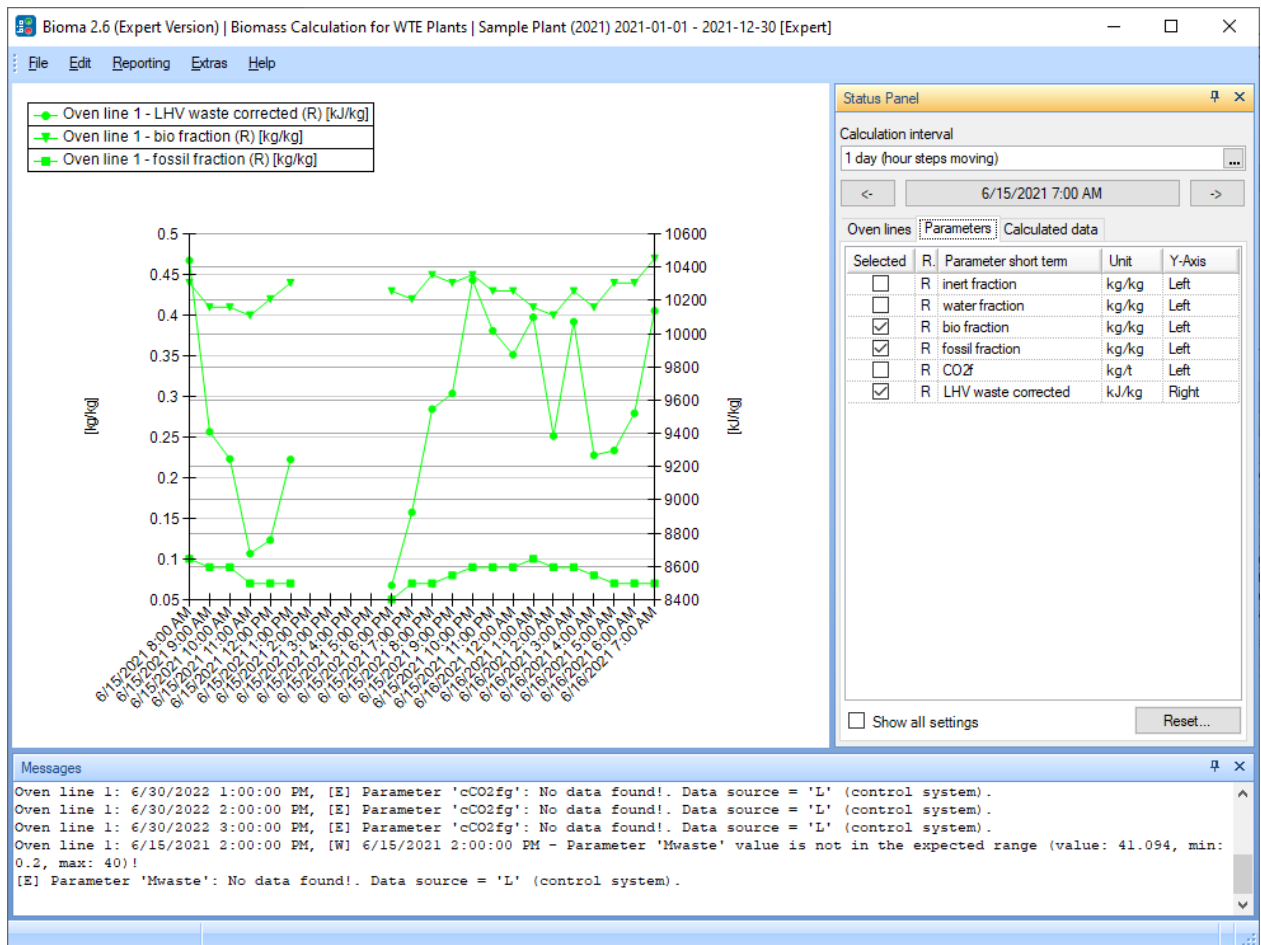 Bioma 2.6 (Expert Version) | Biomass Calculation for WTE Plants | Sample Plant (2021) 2021-01-01 - 2021-12-30 [Expert]
File Edit Reporting Extras Help
Oven line 1 - LHV waste corrected (R) [kJ/kg]
Oven line 1 - bio fraction (R) [kg/kg]
Oven line 1 - fossil fraction (R) [kg/kg]
0.5
0.45
0.4
0.35
0.3
0.25
0.2
0.15
0.1
0.05
[kg/kg]
10600
10400
10200
10000
9800
9600
9400
9200
9000
8800
8600
8400
[kJ/kg]
6/15/2021 8:00 AM
6/15/2021 9:00 AM
6/15/2021 10:00 AM
6/15/2021 11:00 AM
6/15/2021 12:00 PM
6/15/2021 1:00 PM
6/15/2021 2:00 PM
6/15/2021 3:00 PM
6/15/2021 4:00 PM
6/15/2021 5:00 PM
6/15/2021 6:00 PM
6/15/2021 7:00 PM
6/15/2021 8:00 PM
6/15/2021 9:00 PM
6/15/2021 10:00 PM
6/15/2021 11:00 PM
6/16/2021 12:00 AM
6/16/2021 1:00 AM
6/16/2021 2:00 AM
6/16/2021 3:00 AM
6/16/2021 4:00 AM
6/16/2021 5:00 AM
6/16/2021 6:00 AM
6/16/2021 7:00 AM
Status Panel
Calculation interval
1 day (hour steps moving) ...
<- 6/15/2021 7:00 AM ->
Oven lines Parameters Calculated data
Selected R. Parameter short term Unit Y-Axis
R inert fraction kg/kg Left
R water fraction kg/kg Left
R bio fraction kg/kg Left
R fossil fraction kg/kg Left
R CO2f kg/t Left
R LHV waste corrected kJ/kg Right
Show all settings Reset...
Messages
Oven line 1: 6/30/2022 1:00:00 PM, [E] Parameter 'cCO2fg': No data found!. Data source = 'L' (control system).
Oven line 1: 6/30/2022 2:00:00 PM, [E] Parameter 'cCO2fg': No data found!. Data source = 'L' (control system).
Oven line 1: 6/30/2022 3:00:00 PM, [E] Parameter 'cCO2fg': No data found!. Data source = 'L' (control system).
Oven line 1: 6/15/2021 2:00:00 PM, [W] 6/15/2021 2:00:00 PM - Parameter 'Mwaste' value is not in the expected range (value: 41.094, min:
0.2, max: 40)!
[E] Parameter 'Mwaste': No data found!. Data source = 'L' (control system).